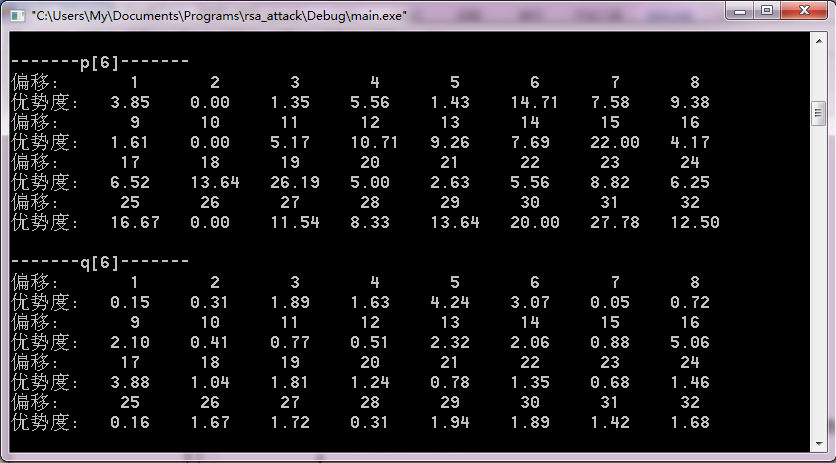 "C:\Users\My\Documents\Programs\rsa_attack\Debug\main.exe"
-------p[6]-------
偏移: 1 2 3 4 5 6 7 8
优势度: 3.85 0.00 1.35 5.56 1.43 14.71 7.58 9.38
偏移: 9 10 11 12 13 14 15 16
优势度: 1.61 0.00 5.17 10.71 9.26 7.69 22.00 4.17
偏移: 17 18 19 20 21 22 23 24
优势度: 6.52 13.64 26.19 5.00 2.63 5.56 8.82 6.25
偏移: 25 26 27 28 29 30 31 32
优势度: 16.67 0.00 11.54 8.33 13.64 20.00 27.78 12.50
-------q[6]-------
偏移: 1 2 3 4 5 6 7 8
优势度: 0.15 0.31 1.89 1.63 4.24 3.07 0.05 0.72
偏移: 9 10 11 12 13 14 15 16
优势度: 2.10 0.41 0.77 0.51 2.32 2.06 0.88 5.06
偏移: 17 18 19 20 21 22 23 24
优势度: 3.88 1.04 1.81 1.24 0.78 1.35 0.68 1.46
偏移: 25 26 27 28 29 30 31 32
优势度: 0.16 1.67 1.72 0.31 1.94 1.89 1.42 1.68